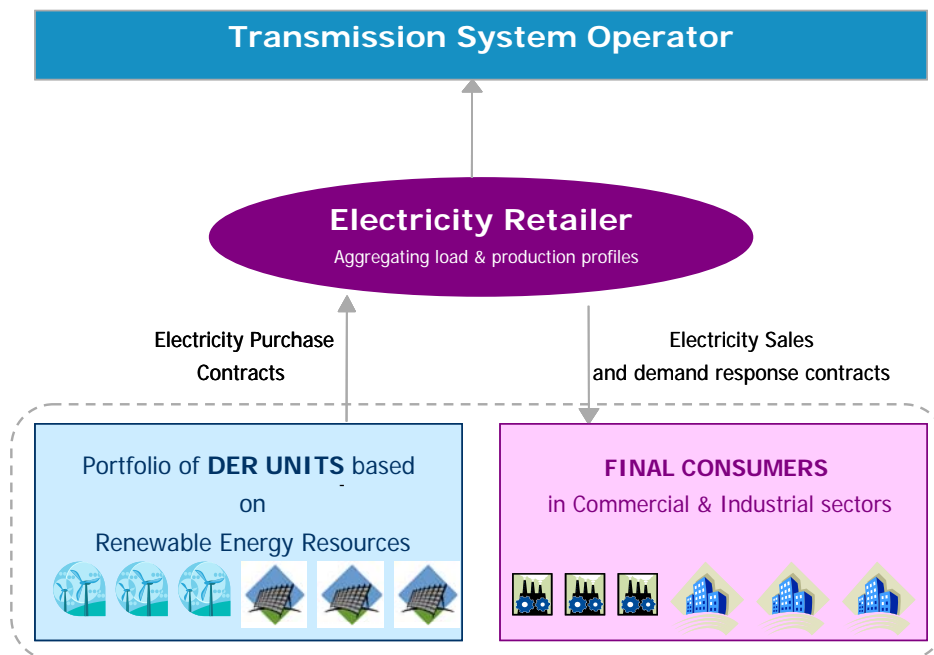 Transmission System Operator
Electricity Retailer
Aggregating load & production profiles
Electricity Purchase
Contracts
Electricity Sales
and demand response contracts
Portfolio of DER UNITS based
on
Renewable Energy Resources
FINAL CONSUMERS
in Commercial & Industrial sectors